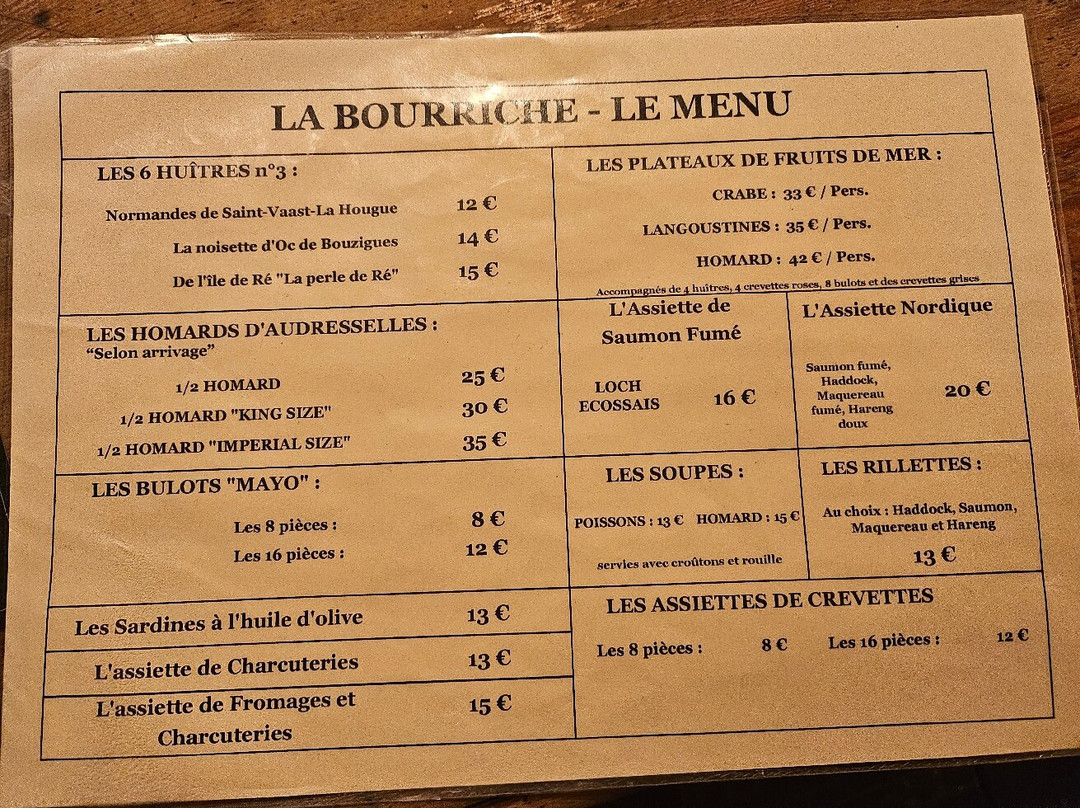 LA BOURRICHE - LE MENU
LES 6 HUÎTRES n°3 :
Normandes de Saint-Vaast-La Hougue 12 €
La noisette d'Oc de Bouzigues 14 €
De l'île de Ré "La perle de Ré" 15 €
LES HOMARDS D'AUDRESSELLES :
“Selon arrivage”
1/2 HOMARD 25 €
1/2 HOMARD "KING SIZE" 30 €
1/2 HOMARD "IMPERIAL SIZE" 35 €
LES BULOTS "MAYO" :
Les 8 pièces : 8 €
Les 16 pièces : 12 €
Les Sardines à l'huile d'olive 13 €
L'assiette de Charcuteries 13 €
L'assiette de Fromages et
Charcuteries 15 €
LES PLATEAUX DE FRUITS DE MER :
CRABE : 33 € / Pers.
LANGOUSTINES : 35 € / Pers.
HOMARD : 42 € / Pers.
Accompagnés de 4 huîtres, 4 crevettes roses, 8 bulots et des crevettes grises
L'Assiette de
Saumon Fumé
LOCH
ECOSSAIS 16 €
L'Assiette Nordique
Saumon fumé,
Haddock,
Maquereau
fumé, Hareng
doux
20 €
LES SOUPES :
POISSONS : 13 € HOMARD : 15 €
servies avec croûtons et rouille
LES RILLETTES :
Au choix : Haddock, Saumon,
Maquereau et Hareng
13 €
LES ASSIETTES DE CREVETTES
Les 8 pièces : 8 € Les 16 pièces : 12 €